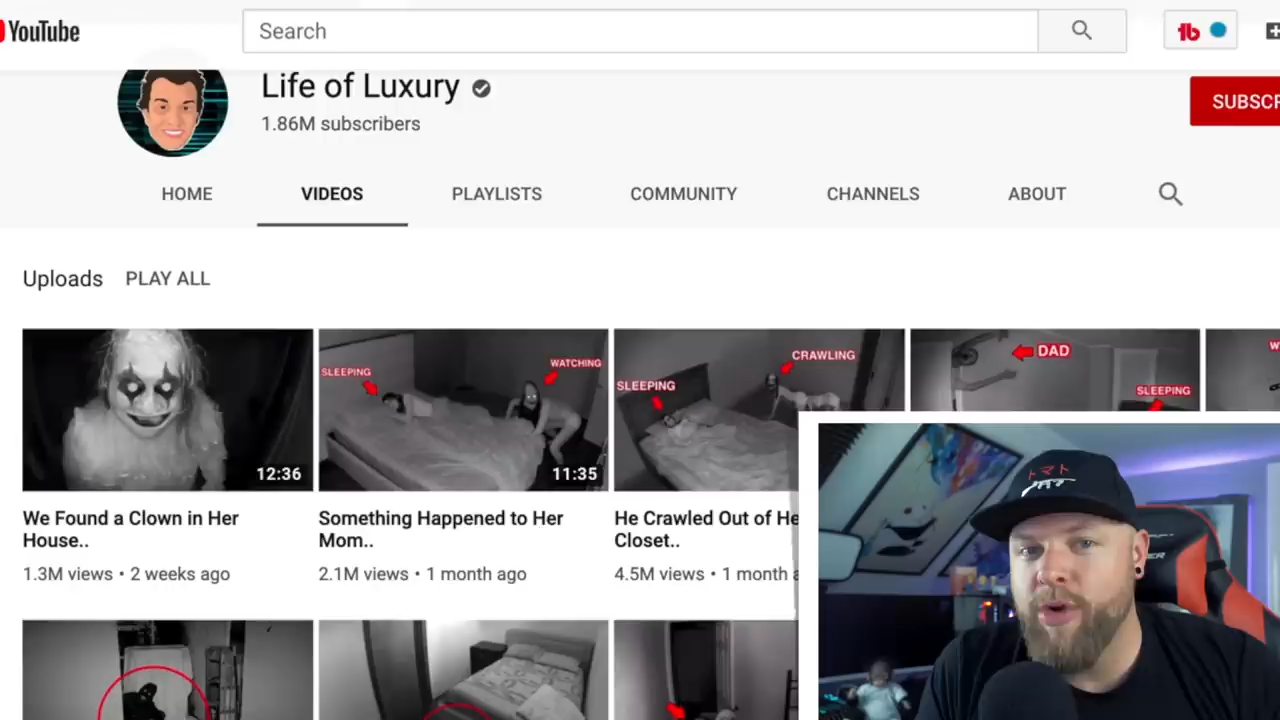 YouTube
Search
Life of Luxury
1.86M subscribers
SUBSCR
HOME
VIDEOS
PLAYLISTS
COMMUNITY
CHANNELS
ABOUT
Uploads
PLAY ALL
12:36
SLEEPING
WATCHING
11:35
SLEEPING
CRAWLING
DAD
SLEEPING
W
We Found a Clown in Her
House..
1.3M views • 2 weeks ago
Something Happened to Her
Mom..
2.1M views • 1 month ago
He Crawled Out of He
Closet..
4.5M views • 1 month a
トマト